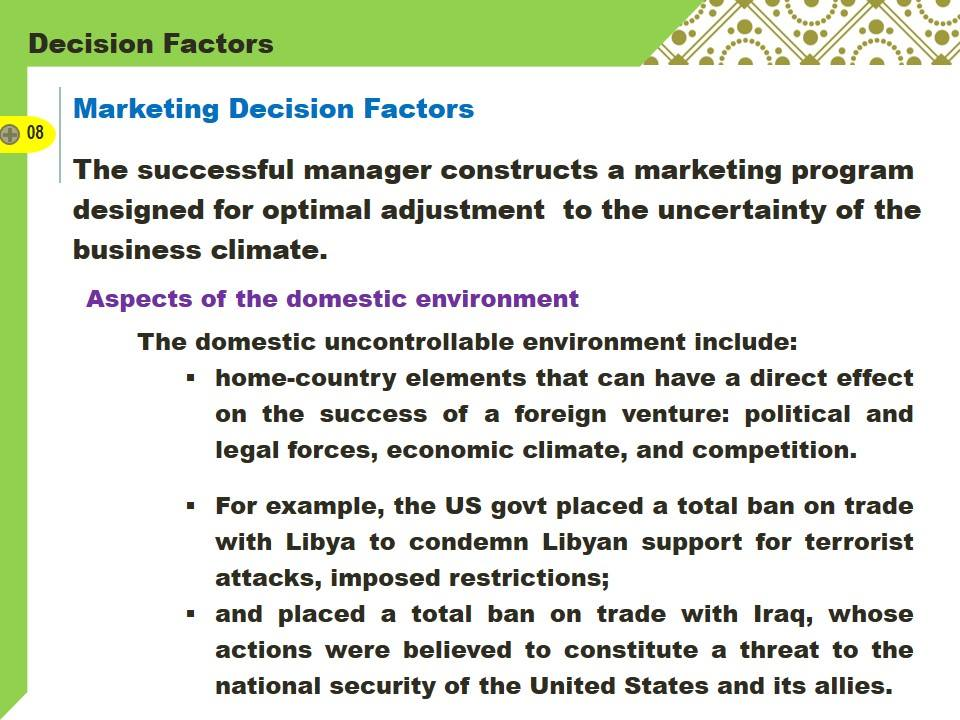 Decision Factors
Marketing Decision Factors
08
The successful manager constructs a marketing program
designed for optimal adjustment  to the uncertainty of the
business climate.
Aspects of the domestic environment
The domestic uncontrollable environment include:
▪ home-country elements that can have a direct effect
on the success of a foreign venture: political and
legal forces, economic climate, and competition.
▪ For example, the US govt placed a total ban on trade
with Libya to condemn Libyan support for terrorist
attacks, imposed restrictions;
▪ and placed a total ban on trade with Iraq, whose
actions were believed to constitute a threat to the
national security of the United States and its allies.